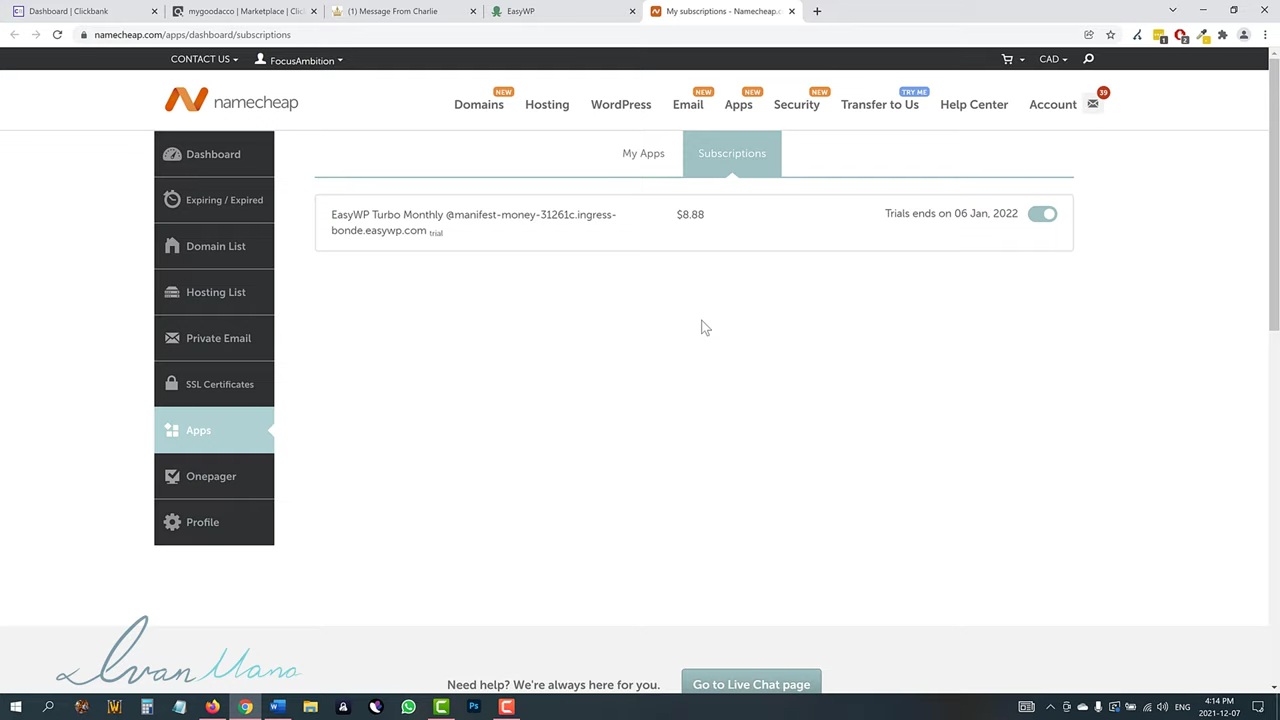 Dashboard | Clickbank
mygoodacco | Marketplace | Clic
(1) Message From Charlie
EasyWP
My subscriptions - Namecheap.c
namecheap.com/apps/dashboard/subscriptions
1
2
CONTACT US
FocusAmbition
CAD
namecheap
NEW
NEW
NEW
NEW
TRY ME
39
Domains
Hosting
WordPress
Email
Apps
Security
Transfer to Us
Help Center
Account
Dashboard
Expiring / Expired
Domain List
Hosting List
Private Email
SSL Certificates
Apps
Onepager
Profile
My Apps
Subscriptions
EasyWP Turbo Monthly @manifest-money-31261c.ingress-
bonde.easywp.com trial
$8.88
Trials ends on 06 Jan, 2022
Ivan Mana
Need help? We're always here for you.
Go to Live Chat page
ENG
4:14 PM
2021-12-07